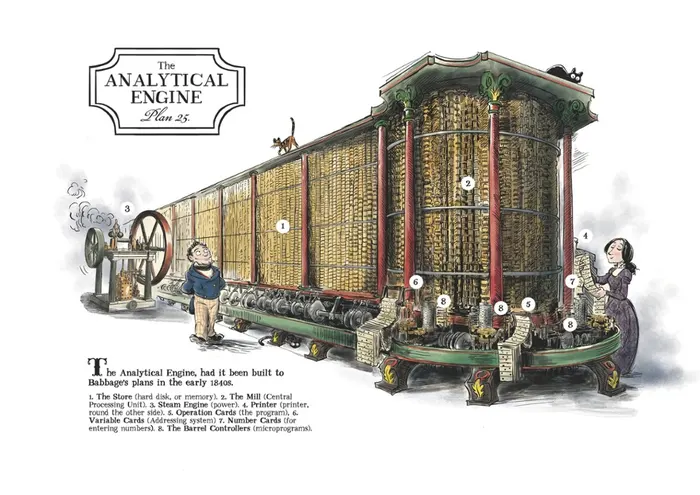 The
ANALYTICAL
ENGINE
Plan 25.
3
1
2
4
6
7
8
8
5
8
The Analytical Engine, had it been built to
Babbage's plans in the early 1840s.
1. The Store (hard disk, or memory). 2. The Mill (Central
Processing Unit). 3. Steam Engine (power). 4. Printer (printer,
round the other side). 5. Operation Cards (the program), 6.
Variable Cards (Addressing system) 7. Number Cards (for
entering numbers). 8. The Barrel Controllers (microprograms).